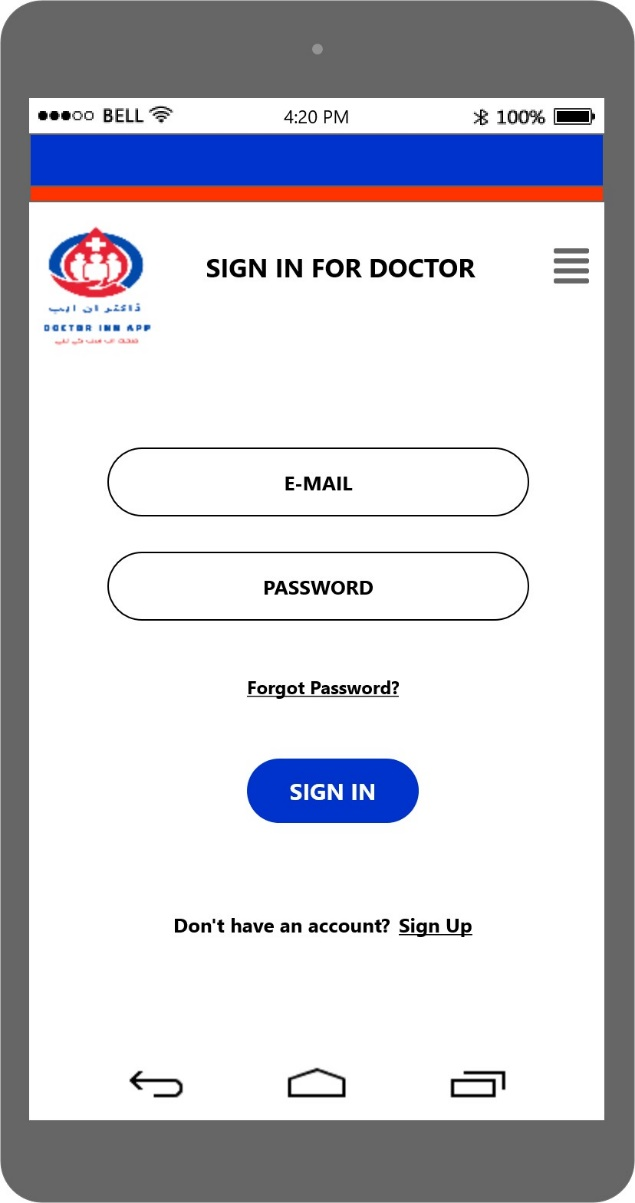 BELL
4:20 PM
100%
SIGN IN FOR DOCTOR
ڈاکٹر ان ایپ
DOCTOR INN APP
E-MAIL
PASSWORD
Forgot Password?
SIGN IN
Don't have an account? Sign Up